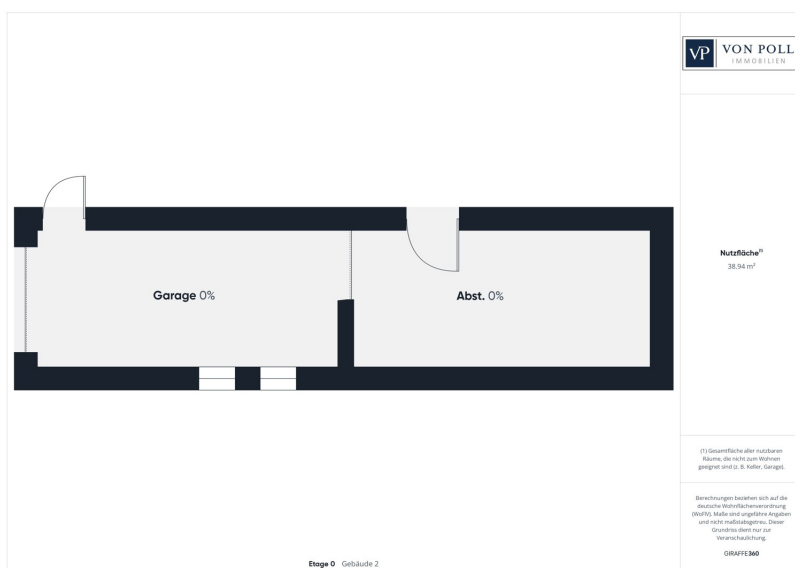 VP VON POLL
IMMOBILIEN
Garage 0%
Abst. 0%
Nutzfläche(1)
38.94 m²
(1) Gesamtfläche aller nutzbaren
Räume, die nicht zum Wohnen
geeignet sind (z. B. Keller, Garage).
Berechnungen beziehen sich auf die
deutsche Wohnflächenverordnung
(WoFlV). Maße sind ungefähre Angaben
und nicht maßstabsgetreu. Dieser
Grundriss dient nur zur
Veranschaulichung.
GIRAFFE360
Etage 0 Gebäude 2